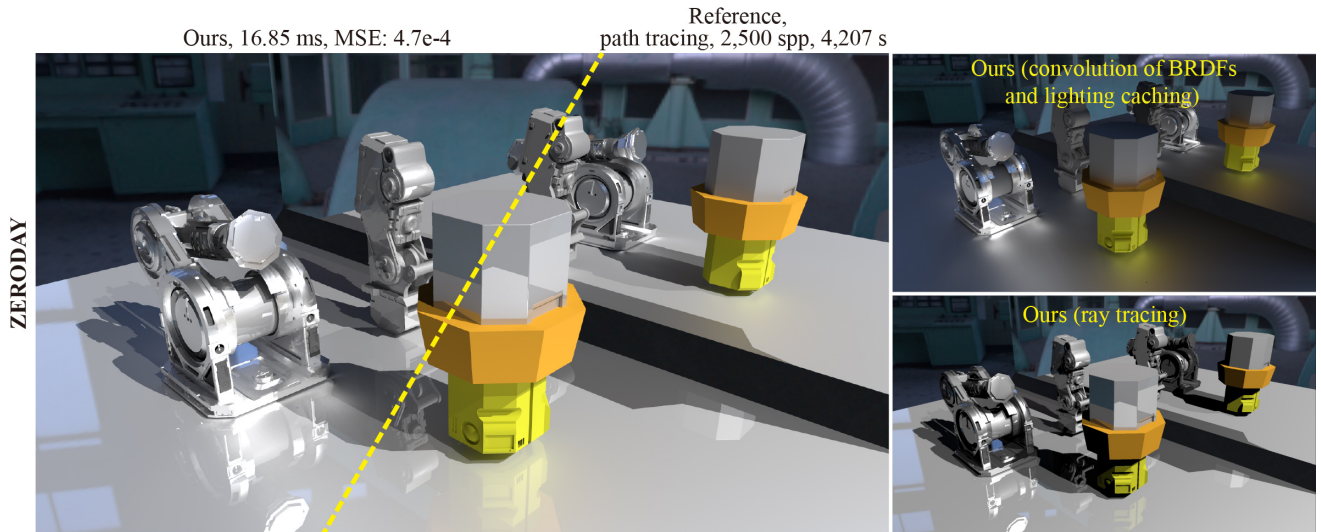 Ours, 16.85 ms, MSE: 4.7e-4
Reference,
path tracing, 2,500 spp, 4,207 s
ZERODAY
Ours (convolution of BRDFs
and lighting caching)
Ours (ray tracing)